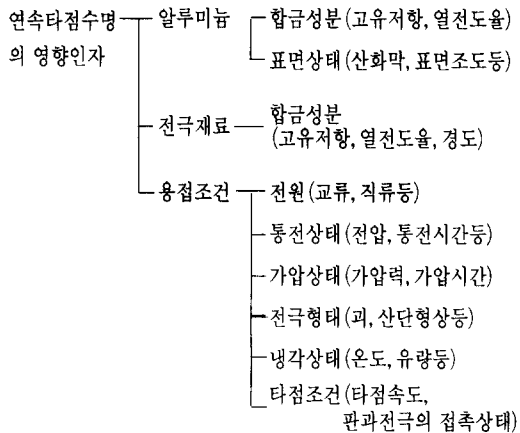 연속타점수명 알루미늄 합금성분(고유저항, 열전도율)
의 영향인자
표면상태(산화막, 표면조도등)
전극재료 합금성분
(고유저항, 열전도율, 경도)
용접조건 전원(교류, 직류등)
통전상태(전압, 통전시간등)
가압상태(가압력, 가압시간)
전극형태(괴, 산단형상등)
냉각상태(온도, 유량등)
타점조건(타점속도,
판과전극의 접촉상태)